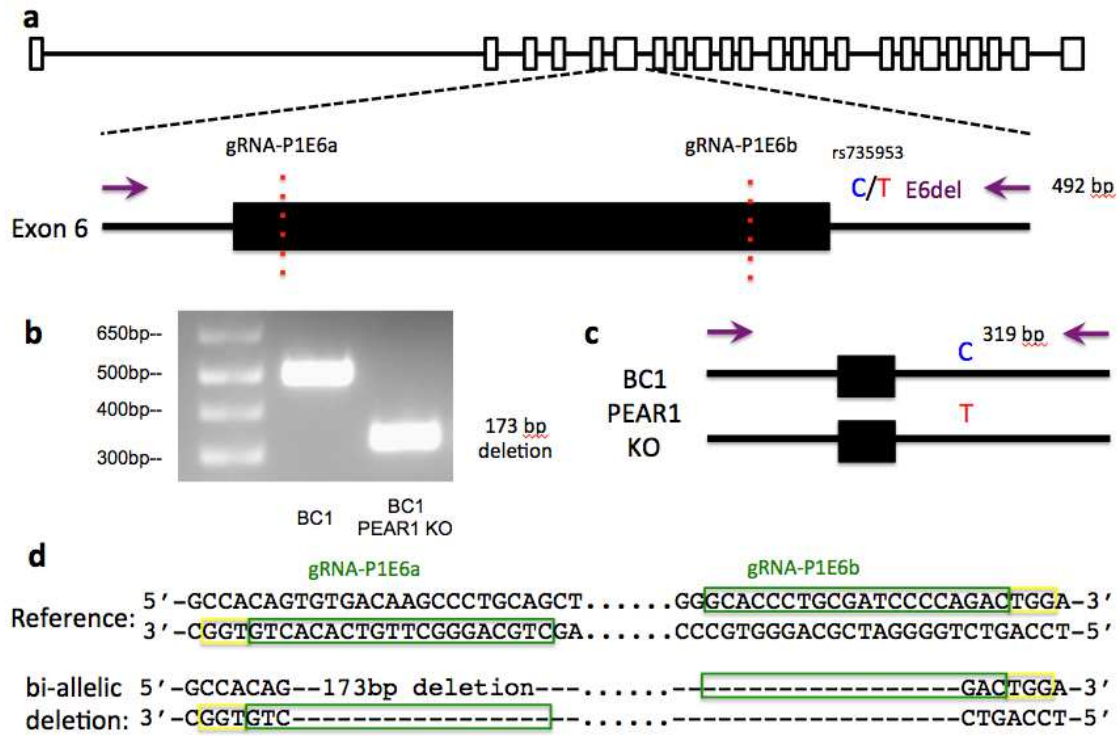 a
gRNA-P1E6a
gRNA-P1E6b
rs735953
C/T E6del
492 bp
Exon 6
b
650bp--
500bp--
400bp--
300bp--
173 bp
deletion
BC1
BC1
PEAR1 KO
c
319 bp
C
BC1
PEAR1
KO
T
d
gRNA-P1E6a
gRNA-P1E6b
Reference:
5′-GCCACAGTGTGACAAGCCCTGCAGCT.......GGGCACCCTGCGATCCCCAGACTGGA-3′
3′-CGGTGTCACACTGTTCGGGACGTCGA.......CCCGTGGGACGCTAGGGGTCTGACCT-5′
bi-allelic
deletion:
5′-GCCACAG--173bp deletion---.......------------------GACTGGA-3′
3′-CGGTGTC-------------------.......-------------------CTGACCT-5′